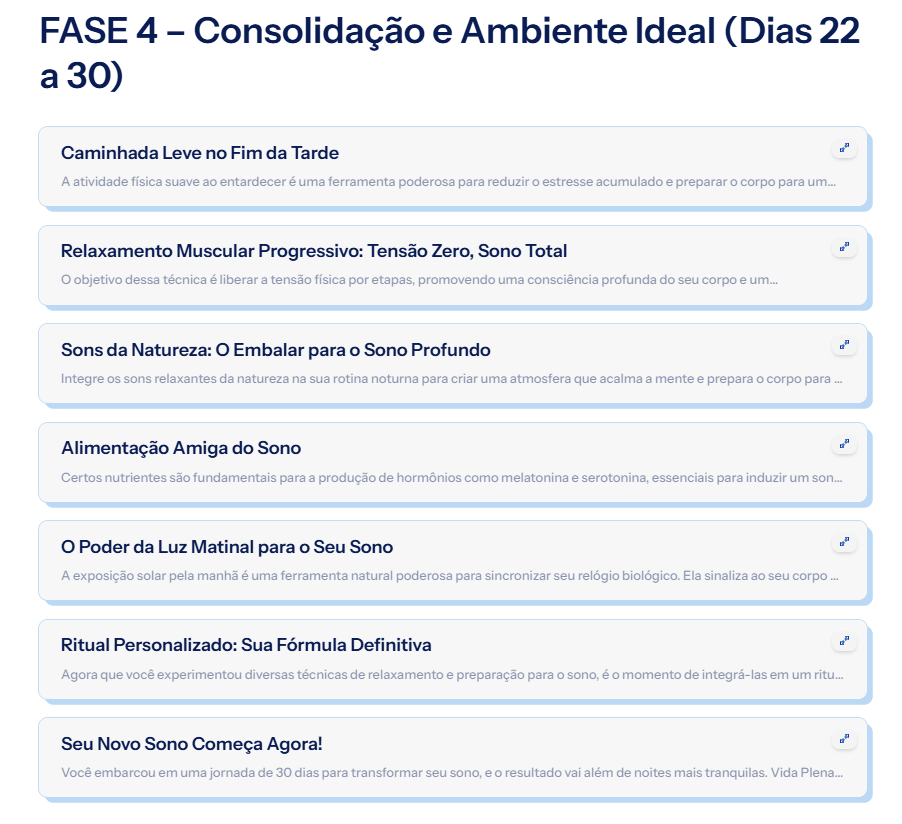 FASE 4 – Consolidação e Ambiente Ideal (Dias 22
a 30)
Caminhada Leve no Fim da Tarde
A atividade física suave ao entardecer é uma ferramenta poderosa para reduzir o estresse acumulado e preparar o corpo para um...
Relaxamento Muscular Progressivo: Tensão Zero, Sono Total
O objetivo dessa técnica é liberar a tensão física por etapas, promovendo uma consciência profunda do seu corpo e um...
Sons da Natureza: O Embalar para o Sono Profundo
Integre os sons relaxantes da natureza na sua rotina noturna para criar uma atmosfera que acalma a mente e prepara o corpo para ...
Alimentação Amiga do Sono
Certos nutrientes são fundamentais para a produção de hormônios como melatonina e serotonina, essenciais para induzir um son...
O Poder da Luz Matinal para o Seu Sono
A exposição solar pela manhã é uma ferramenta natural poderosa para sincronizar seu relógio biológico. Ela sinaliza ao seu corpo ...
Ritual Personalizado: Sua Fórmula Definitiva
Agora que você experimentou diversas técnicas de relaxamento e preparação para o sono, é o momento de integrá-las em um ritu...
Seu Novo Sono Começa Agora!
Você embarcou em uma jornada de 30 dias para transformar seu sono, e o resultado vai além de noites mais tranquilas. Vida Plena...